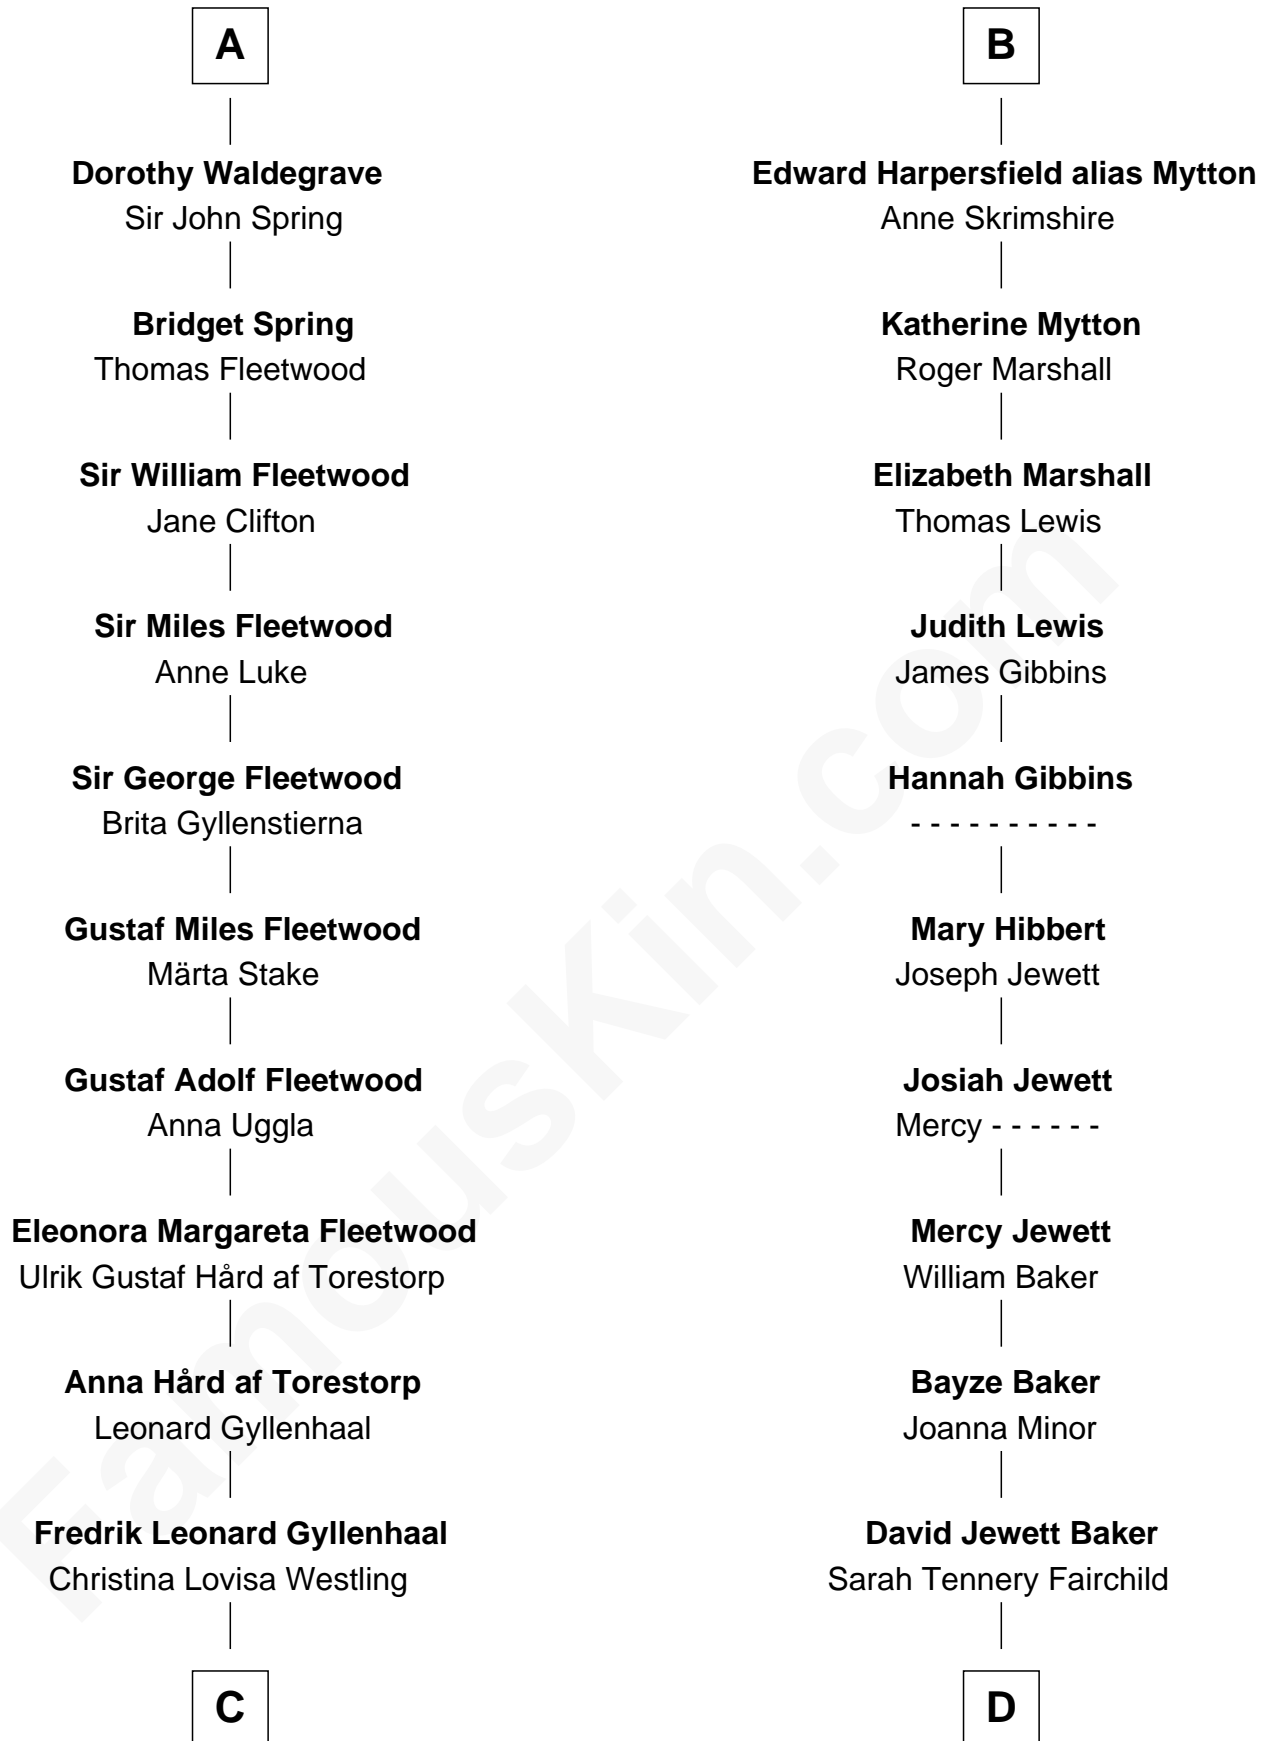 A
Dorothy Waldegrave
Sir John Spring
Bridget Spring
Thomas Fleetwood
Sir William Fleetwood
Jane Clifton
Sir Miles Fleetwood
Anne Luke
Sir George Fleetwood
Brita Gyllenstierna
Gustaf Miles Fleetwood
Märta Stake
Gustaf Adolf Fleetwood
Anna Uggla
Eleonora Margareta Fleetwood
Ulrik Gustaf Hård af Torestorp
Anna Hård af Torestorp
Leonard Gyllenhaal
Fredrik Leonard Gyllenhaal
Christina Lovisa Westling
C
B
Edward Harpersfield alias Mytton
Anne Skrimshire
Katherine Mytton
Roger Marshall
Elizabeth Marshall
Thomas Lewis
Judith Lewis
James Gibbins
Hannah Gibbins
- - - - - - - - - -
Mary Hibbert
Joseph Jewett
Josiah Jewett
Mercy - - - - - -
Mercy Jewett
William Baker
Bayze Baker
Joanna Minor
David Jewett Baker
Sarah Tennery Fairchild
D
FamousKin.com